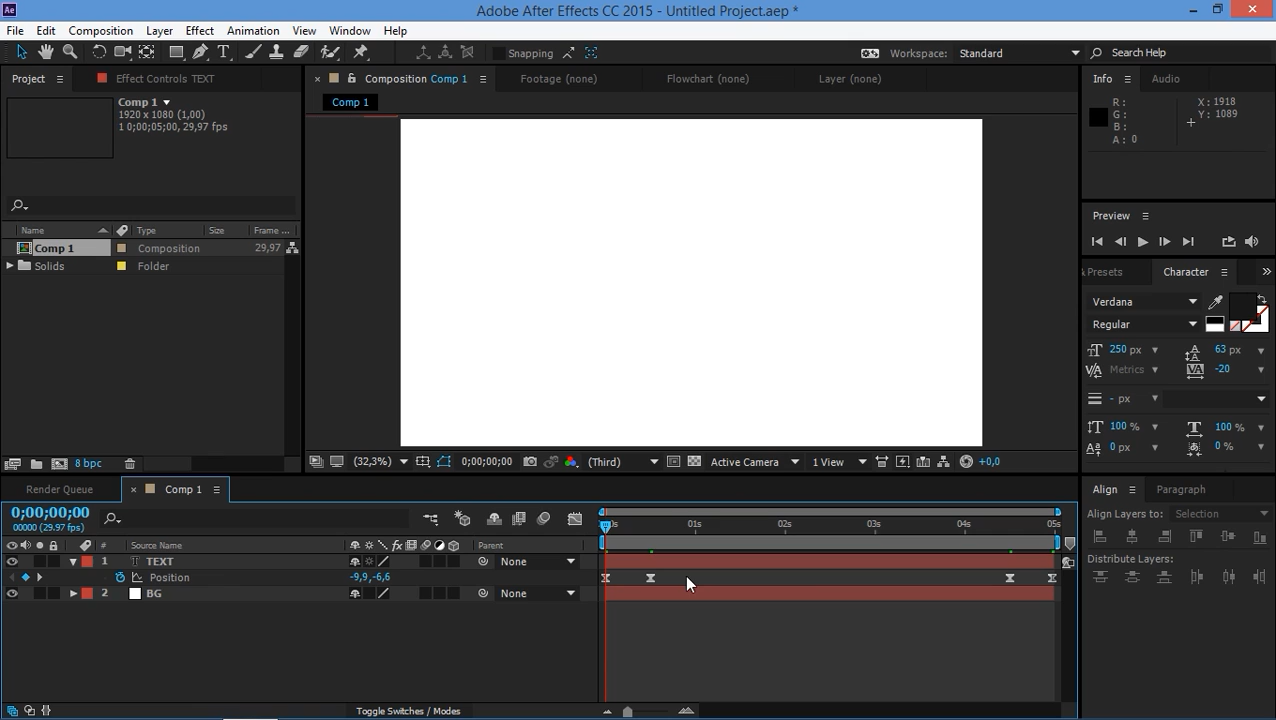 Ae Adobe After Effects CC 2015 - Untitled Project.aep *
File Edit Composition Layer Effect Animation View Window Help
Snapping Workspace: Standard Search Help
Project Effect Controls TEXT Composition Comp 1 Footage (none) Flowchart (none) Layer (none) Info Audio
Comp 1
1920 x 1080 (1,00)
1 0;00;05;00, 29,97 fps
Comp 1
R :
G :
B :
A : 0
X : 1918
Y : 1089
Preview
Name Type Size Frame ...
Comp 1 Composition 29,97
Solids Folder
& Presets Character
Verdana
Regular
250 px 63 px
Metrics -20
- px
100 % 100 %
0 px 0 %
8 bpc (32,3%) 0;00;00;00 (Third) Active Camera 1 View +0,0
Render Queue Comp 1
0;00;00;00
00000 (29.97 fps)
0s 01s 02s 03s 04s 05s
# Source Name fx Parent
1 TEXT None
Position -9,9,-6,6
2 BG None
Toggle Switches / Modes
Align Paragraph
Align Layers to: Selection
Distribute Layers: